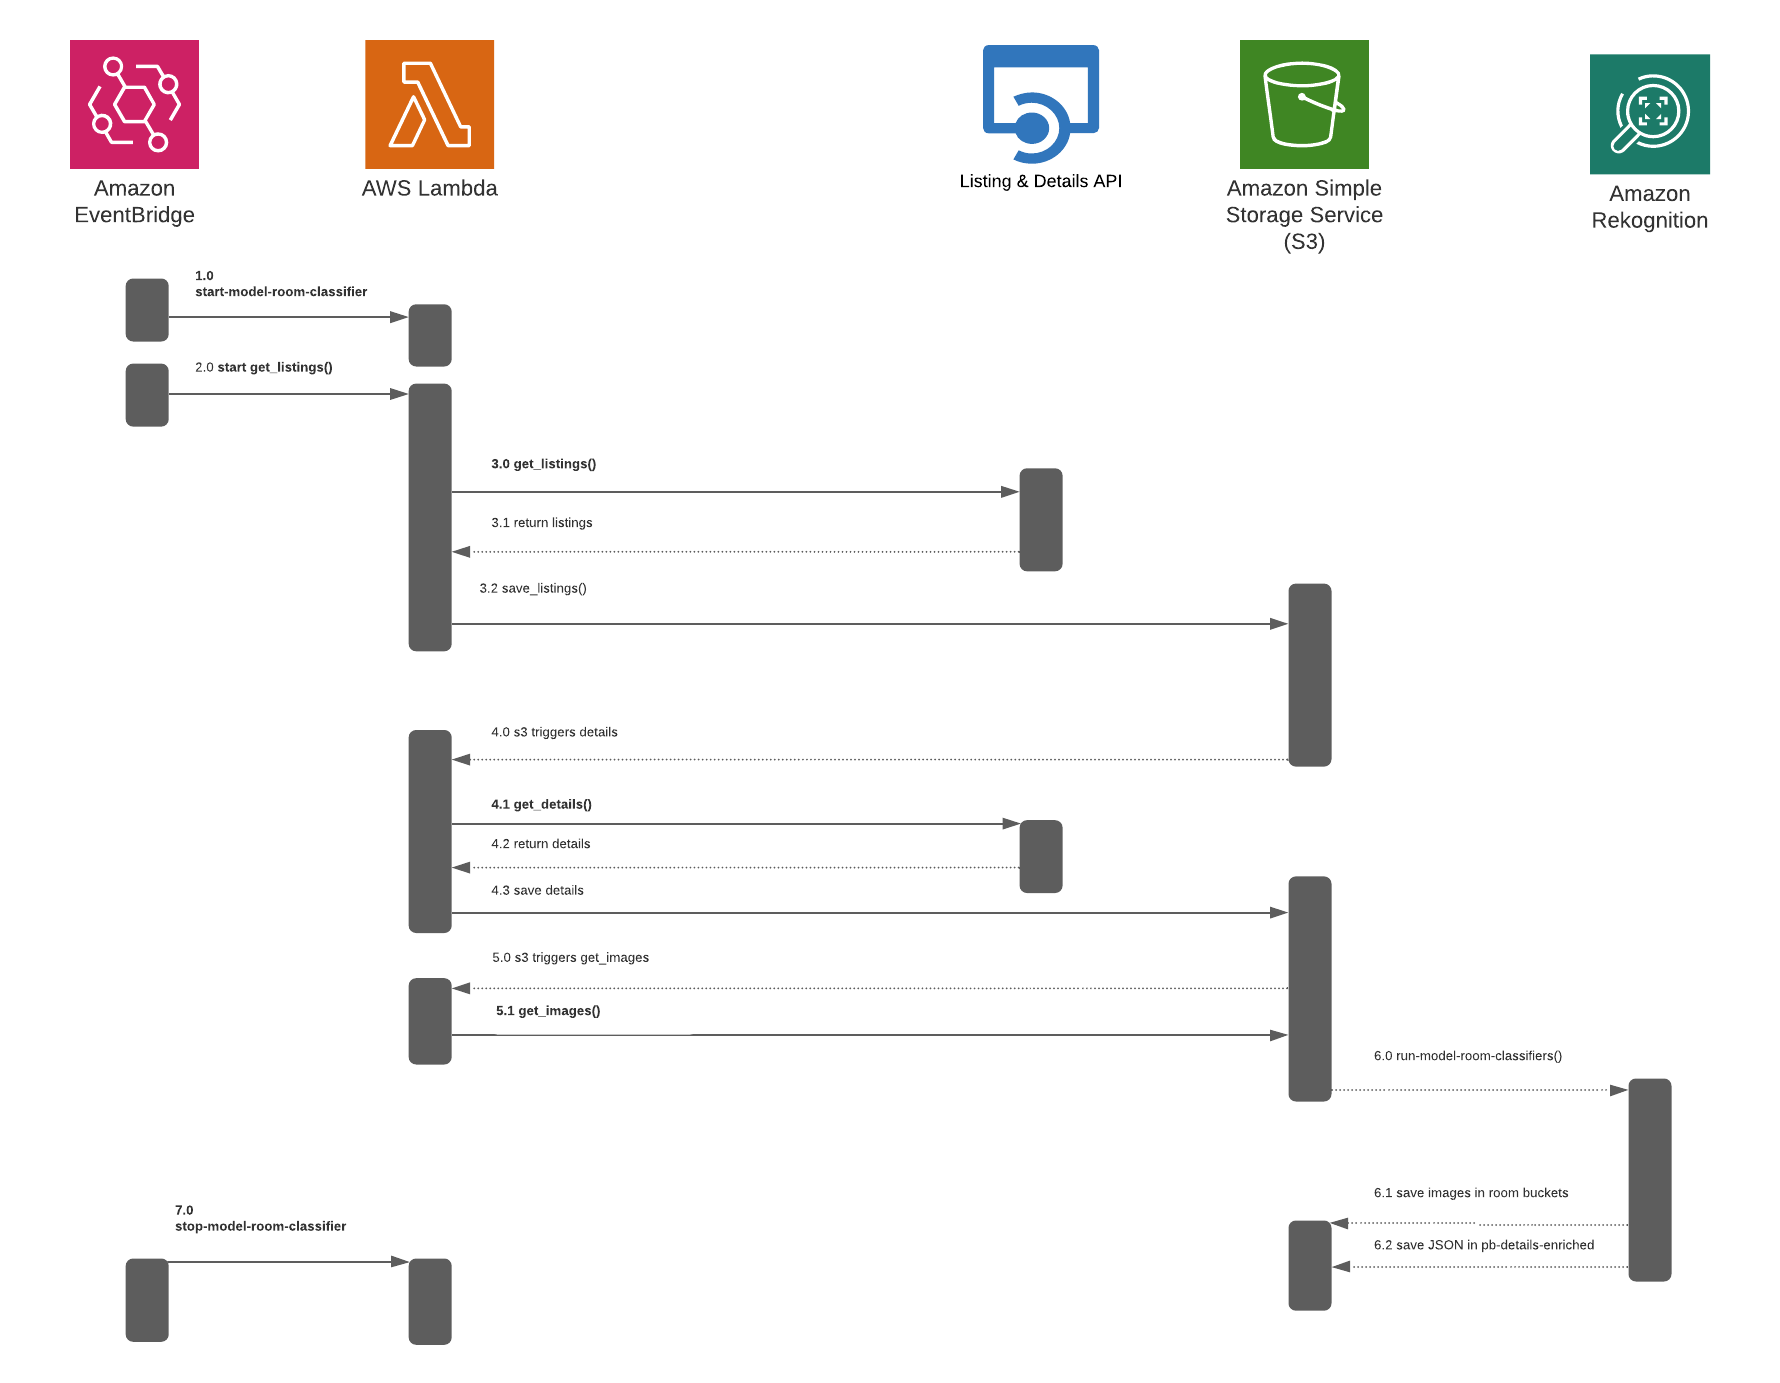 Amazon
EventBridge
AWS Lambda
Listing & Details API
Amazon Simple
Storage Service
(S3)
Amazon
Rekognition
1.0
start-model-room-classifier
2.0 start get_listings()
3.0 get_listings()
3.1 return listings
3.2 save_listings()
4.0 s3 triggers details
4.1 get_details()
4.2 return details
4.3 save details
5.0 s3 triggers get_images
5.1 get_images()
6.0 run-model-room-classifiers()
6.1 save images in room buckets
6.2 save JSON in pb-details-enriched
7.0
stop-model-room-classifier